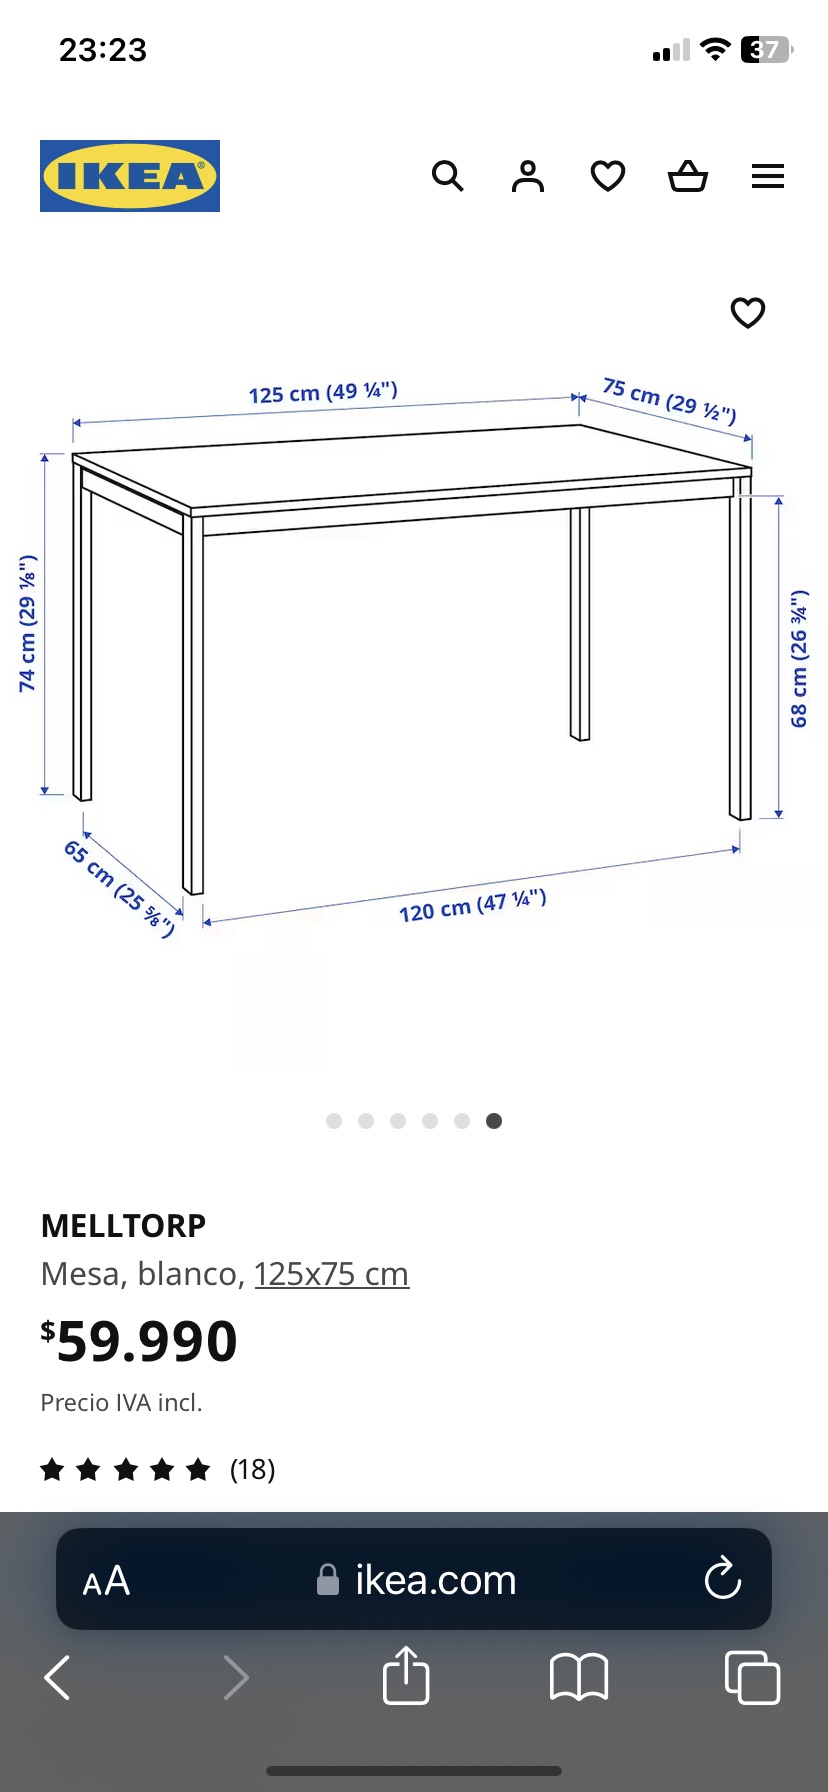 23:23
37
IKEA®
125 cm (49 ¼")
75 cm (29 ½")
74 cm (29 ⅛")
68 cm (26 ¾")
65 cm (25 ⅝")
120 cm (47 ¼")
MELLTORP
Mesa, blanco, 125x75 cm
$59.990
Precio IVA incl.
(18)
AA ikea.com